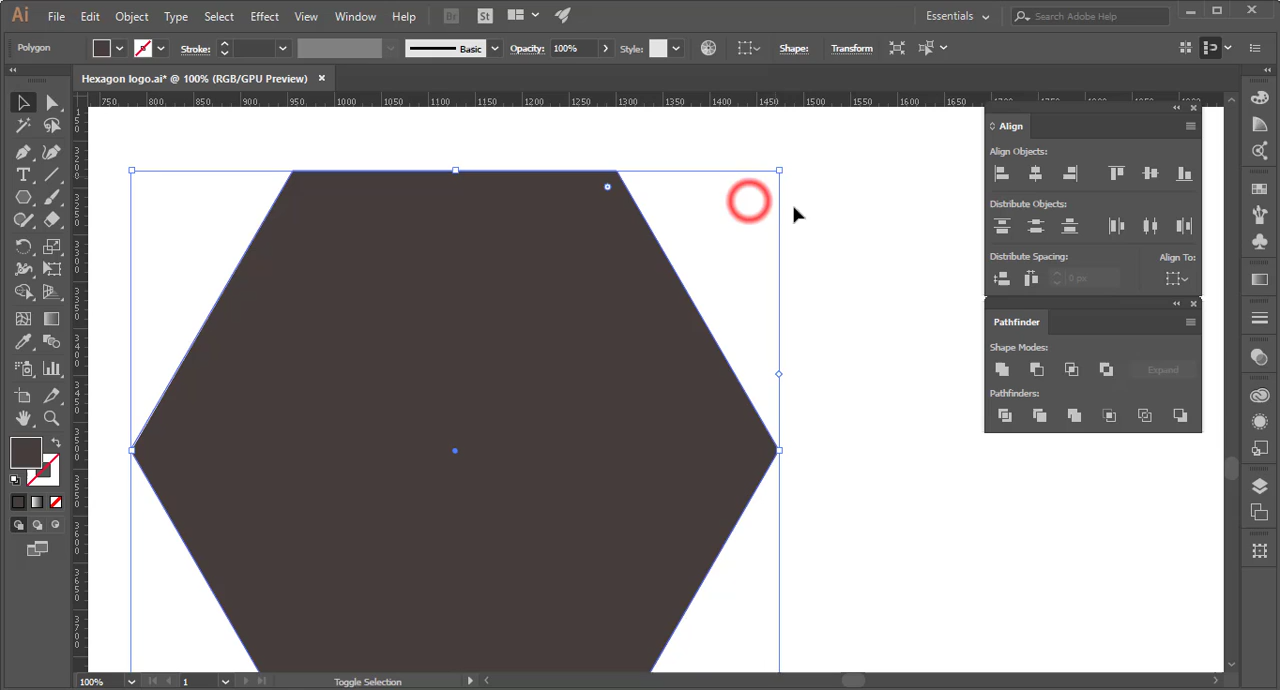 Ai File Edit Object Type Select Effect View Window Help Br St Essentials Search Adobe Help
Polygon Stroke: Basic Opacity: 100% Style: Shape: Transform
Hexagon logo.ai* @ 100% (RGB/GPU Preview)
750 800 850 900 950 1000 1050 1100 1150 1200 1250 1300 1350 1400 1450 1500 1550 1600 1650
Align
Align Objects:
Distribute Objects:
Distribute Spacing: Align To:
0 px
Pathfinder
Shape Modes:
Expand
Pathfinders:
100% 1 Toggle Selection